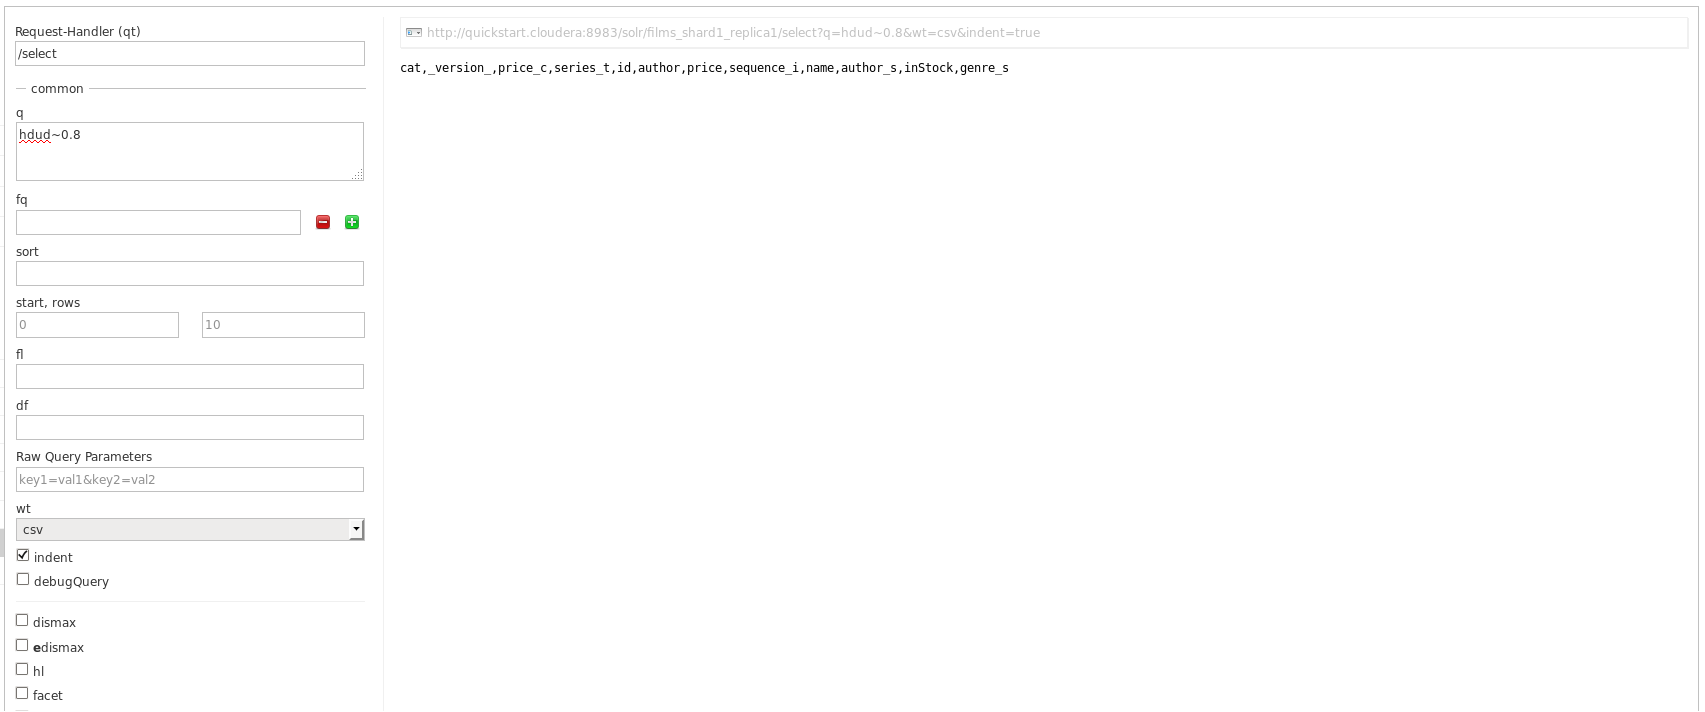 Request-Handler (qt)
/select
common
q
hdud~0.8
fq
sort
start, rows
0 10
fl
df
Raw Query Parameters
key1=val1&key2=val2
wt
csv
indent
debugQuery
dismax
edismax
hl
facet
http://quickstart.cloudera:8983/solr/films_shard1_replica1/select?q=hdud~0.8&wt=csv&indent=true
cat,_version_,price_c,series_t,id,author,price,sequence_i,name,author_s,inStock,genre_s